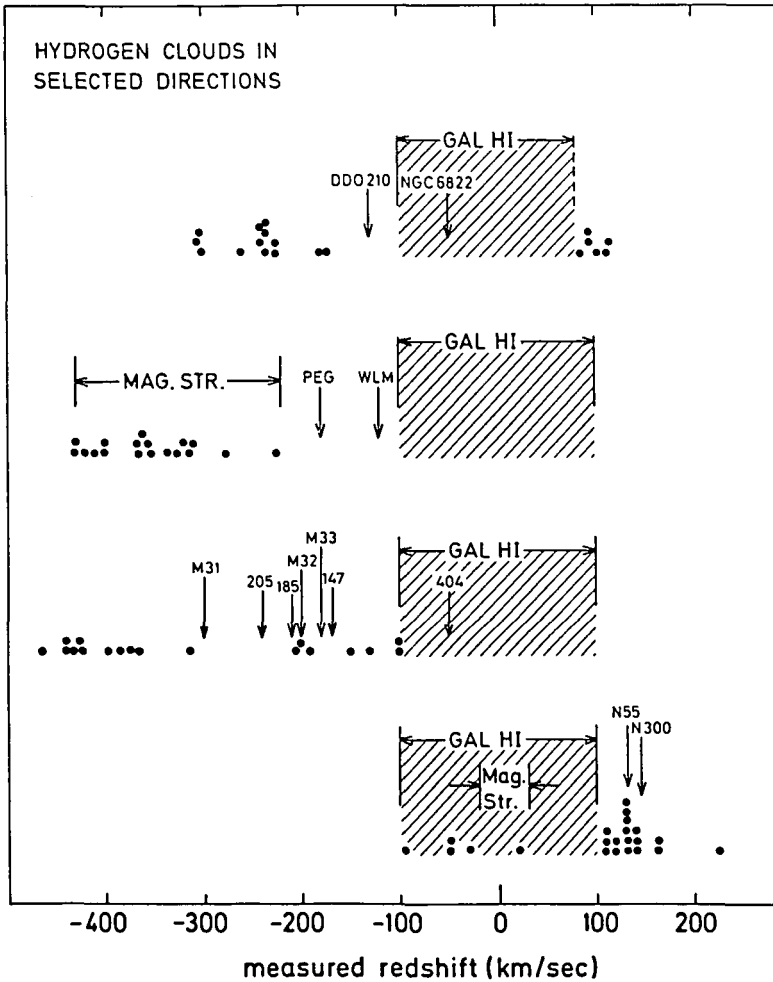 HYDROGEN CLOUDS IN
SELECTED DIRECTIONS
GAL HI
DDO 210
NGC 6822
GAL HI
MAG. STR.
PEG
WLM
GAL HI
M31
205
185
M32
M33
147
404
GAL HI
Mag.
Str.
N55
N300
-400 -300 -200 -100 0 100 200
measured redshift (km/sec)